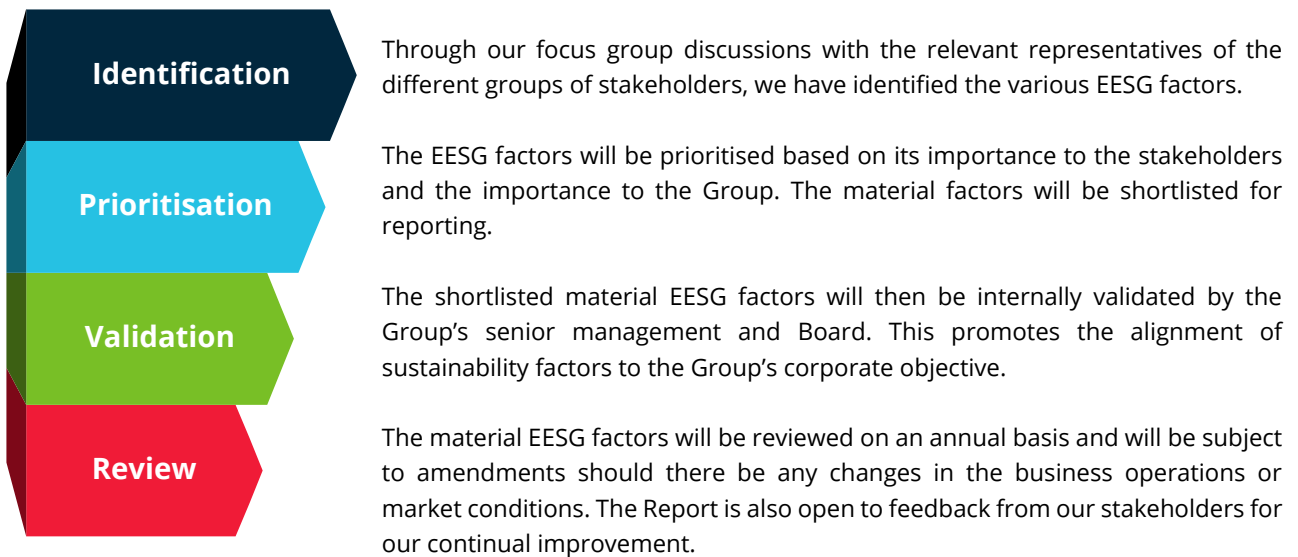 Identification
Through our focus group discussions with the relevant representatives of the
different groups of stakeholders, we have identified the various EESG factors.
Prioritisation
The EESG factors will be prioritised based on its importance to the stakeholders
and the importance to the Group. The material factors will be shortlisted for
reporting.
Validation
The shortlisted material EESG factors will then be internally validated by the
Group’s senior management and Board. This promotes the alignment of
sustainability factors to the Group’s corporate objective.
Review
The material EESG factors will be reviewed on an annual basis and will be subject
to amendments should there be any changes in the business operations or
market conditions. The Report is also open to feedback from our stakeholders for
our continual improvement.